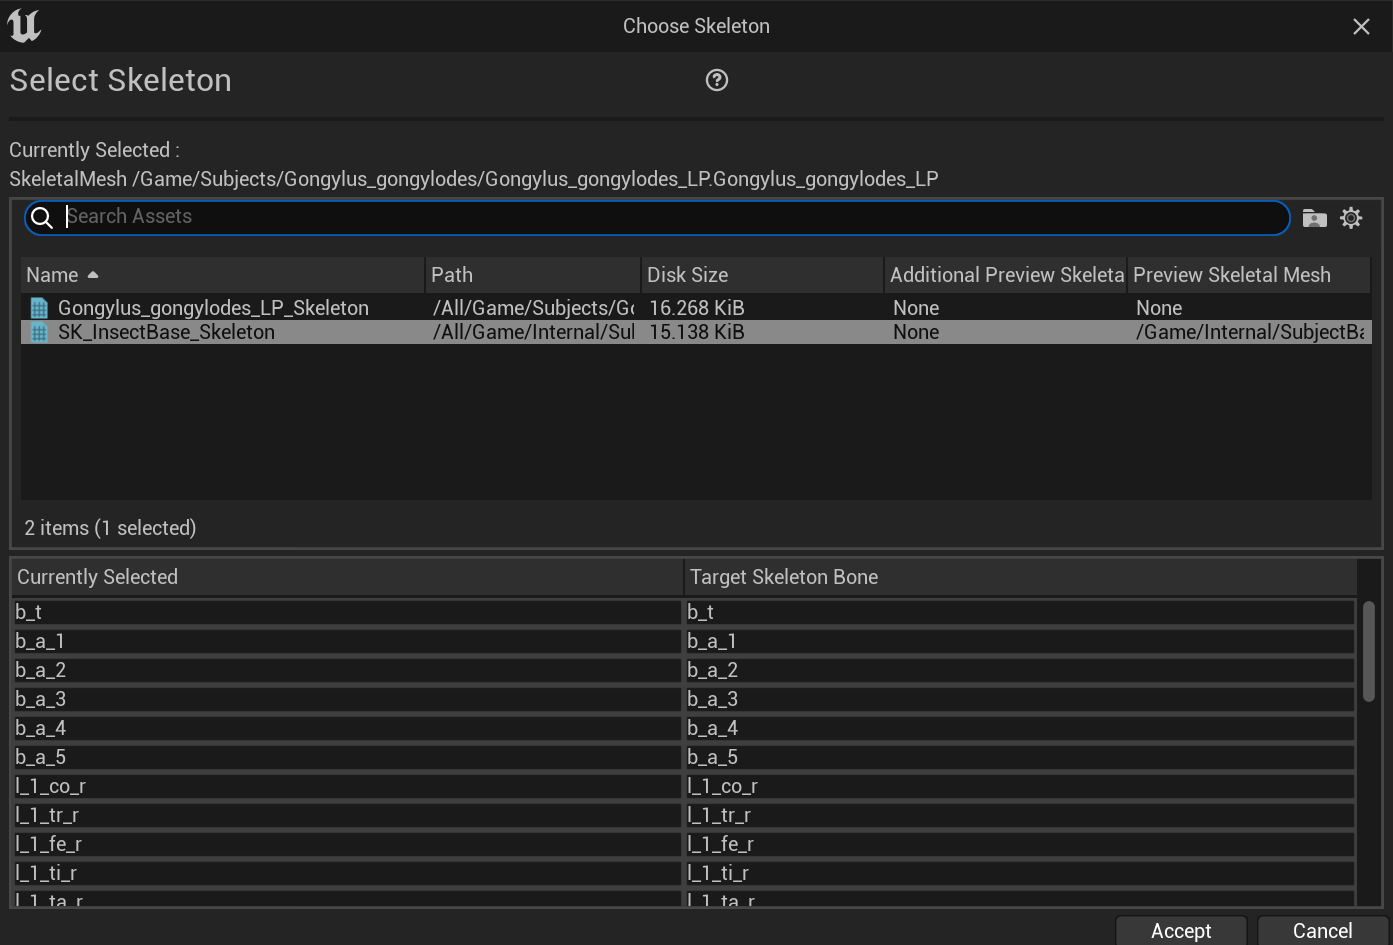 Choose Skeleton
Select Skeleton
Currently Selected :
SkeletalMesh /Game/Subjects/Gongylus_gongylodes/Gongylus_gongylodes_LP.Gongylus_gongylodes_LP
Search Assets
Name Path Disk Size Additional Preview Skeleta Preview Skeletal Mesh
Gongylus_gongylodes_LP_Skeleton /All/Game/Subjects/Go 16.268 KiB None None
SK_InsectBase_Skeleton /All/Game/Internal/Sul 15.138 KiB None /Game/Internal/SubjectBa
2 items (1 selected)
Currently Selected Target Skeleton Bone
b_t b_t
b_a_1 b_a_1
b_a_2 b_a_2
b_a_3 b_a_3
b_a_4 b_a_4
b_a_5 b_a_5
l_1_co_r l_1_co_r
l_1_tr_r l_1_tr_r
l_1_fe_r l_1_fe_r
l_1_ti_r l_1_ti_r
l_1_ta_r l_1_ta_r
Accept Cancel